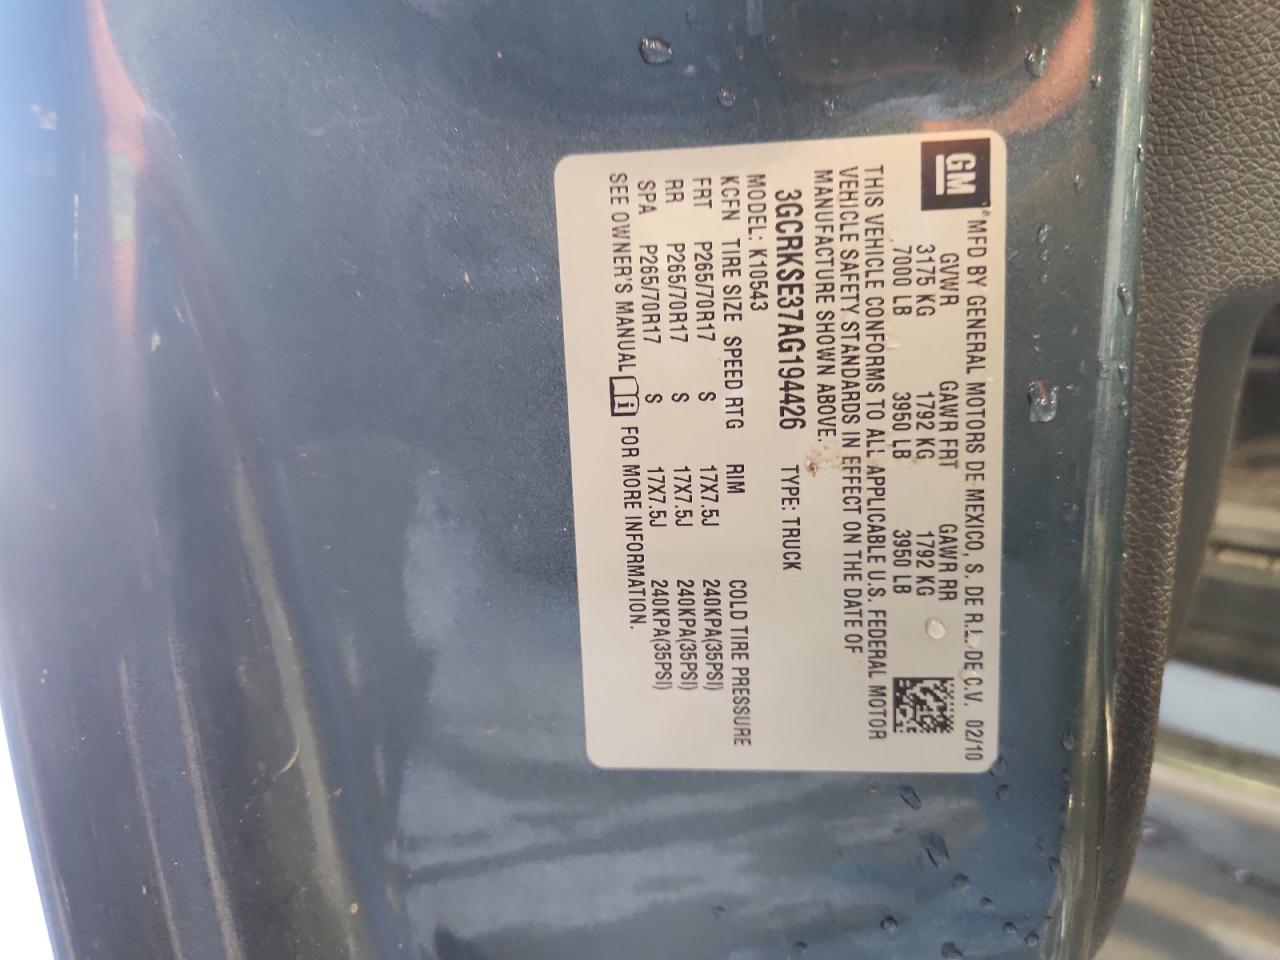 GM ® MFD BY GENERAL MOTORS DE MEXICO, S. DE R.L. DE C.V. 02/10
GVWR GAWR FRT GAWR RR
3175 KG 1792 KG 1792 KG
7000 LB 3950 LB 3950 LB
THIS VEHICLE CONFORMS TO ALL APPLICABLE U.S. FEDERAL MOTOR
VEHICLE SAFETY STANDARDS IN EFFECT ON THE DATE OF
MANUFACTURE SHOWN ABOVE.
3GCRKSE37AG194426 TYPE: TRUCK
MODEL: K10543
KCFN TIRE SIZE SPEED RTG RIM COLD TIRE PRESSURE
FRT P265/70R17 S 17X7.5J 240KPA(35PSI)
RR P265/70R17 S 17X7.5J 240KPA(35PSI)
SPA P265/70R17 S 17X7.5J 240KPA(35PSI)
SEE OWNER'S MANUAL i FOR MORE INFORMATION.